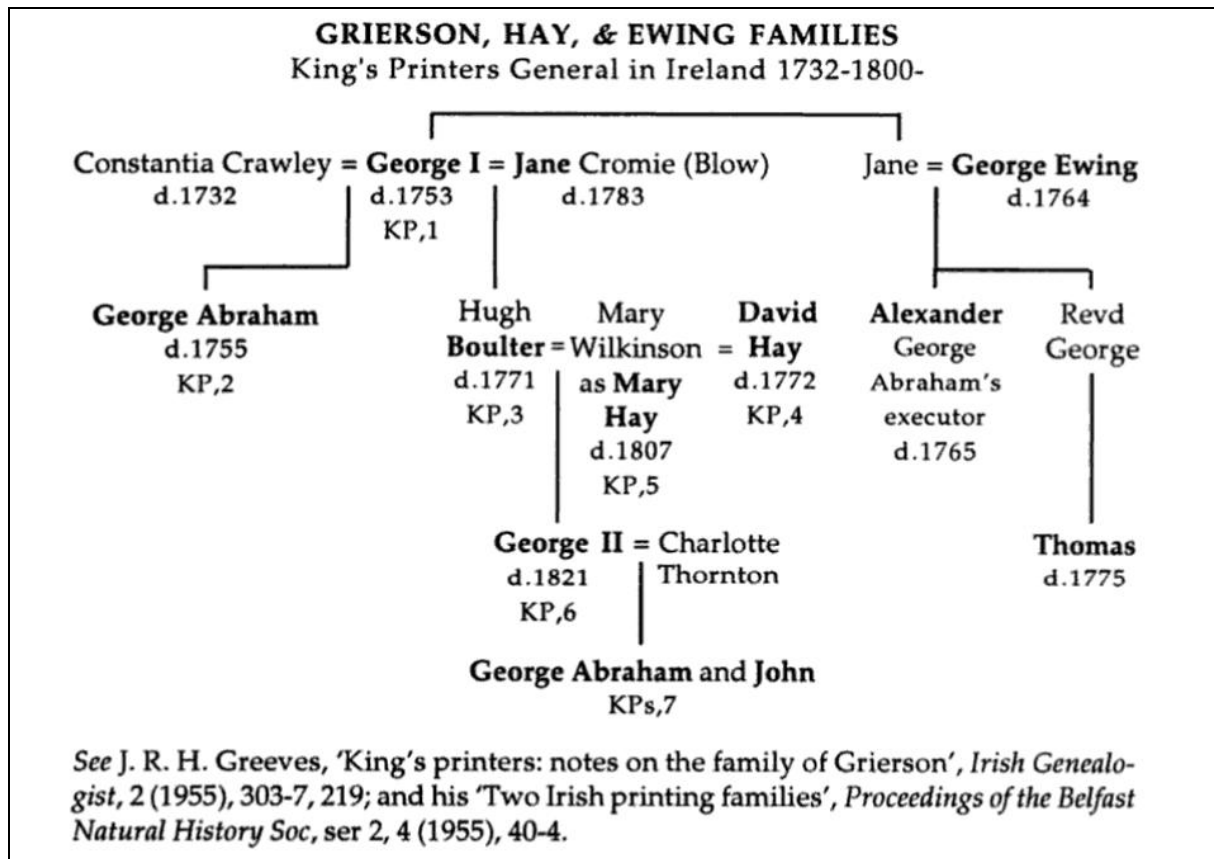 GRIERSON, HAY, & EWING FAMILIES
King's Printers General in Ireland 1732-1800-
Constantia Crawley = George I = Jane Cromie (Blow)
d.1732
d.1753
KP,1
d.1783
Jane = George Ewing
d.1764
George Abraham
d.1755
KP,2
Hugh
Boulter =
d.1771
KP,3
Mary
Wilkinson =
as Mary
Hay
d.1807
KP,5
David
Hay
d.1772
KP,4
Alexander
George
Abraham's
executor
d.1765
Revd
George
George II = Charlotte
d.1821
KP,6
Thornton
Thomas
d.1775
George Abraham and John
KPs,7
See J. R. H. Greeves, 'King's printers: notes on the family of Grierson', Irish Genealo-
gist, 2 (1955), 303-7, 219; and his 'Two Irish printing families', Proceedings of the Belfast
Natural History Soc, ser 2, 4 (1955), 40-4.